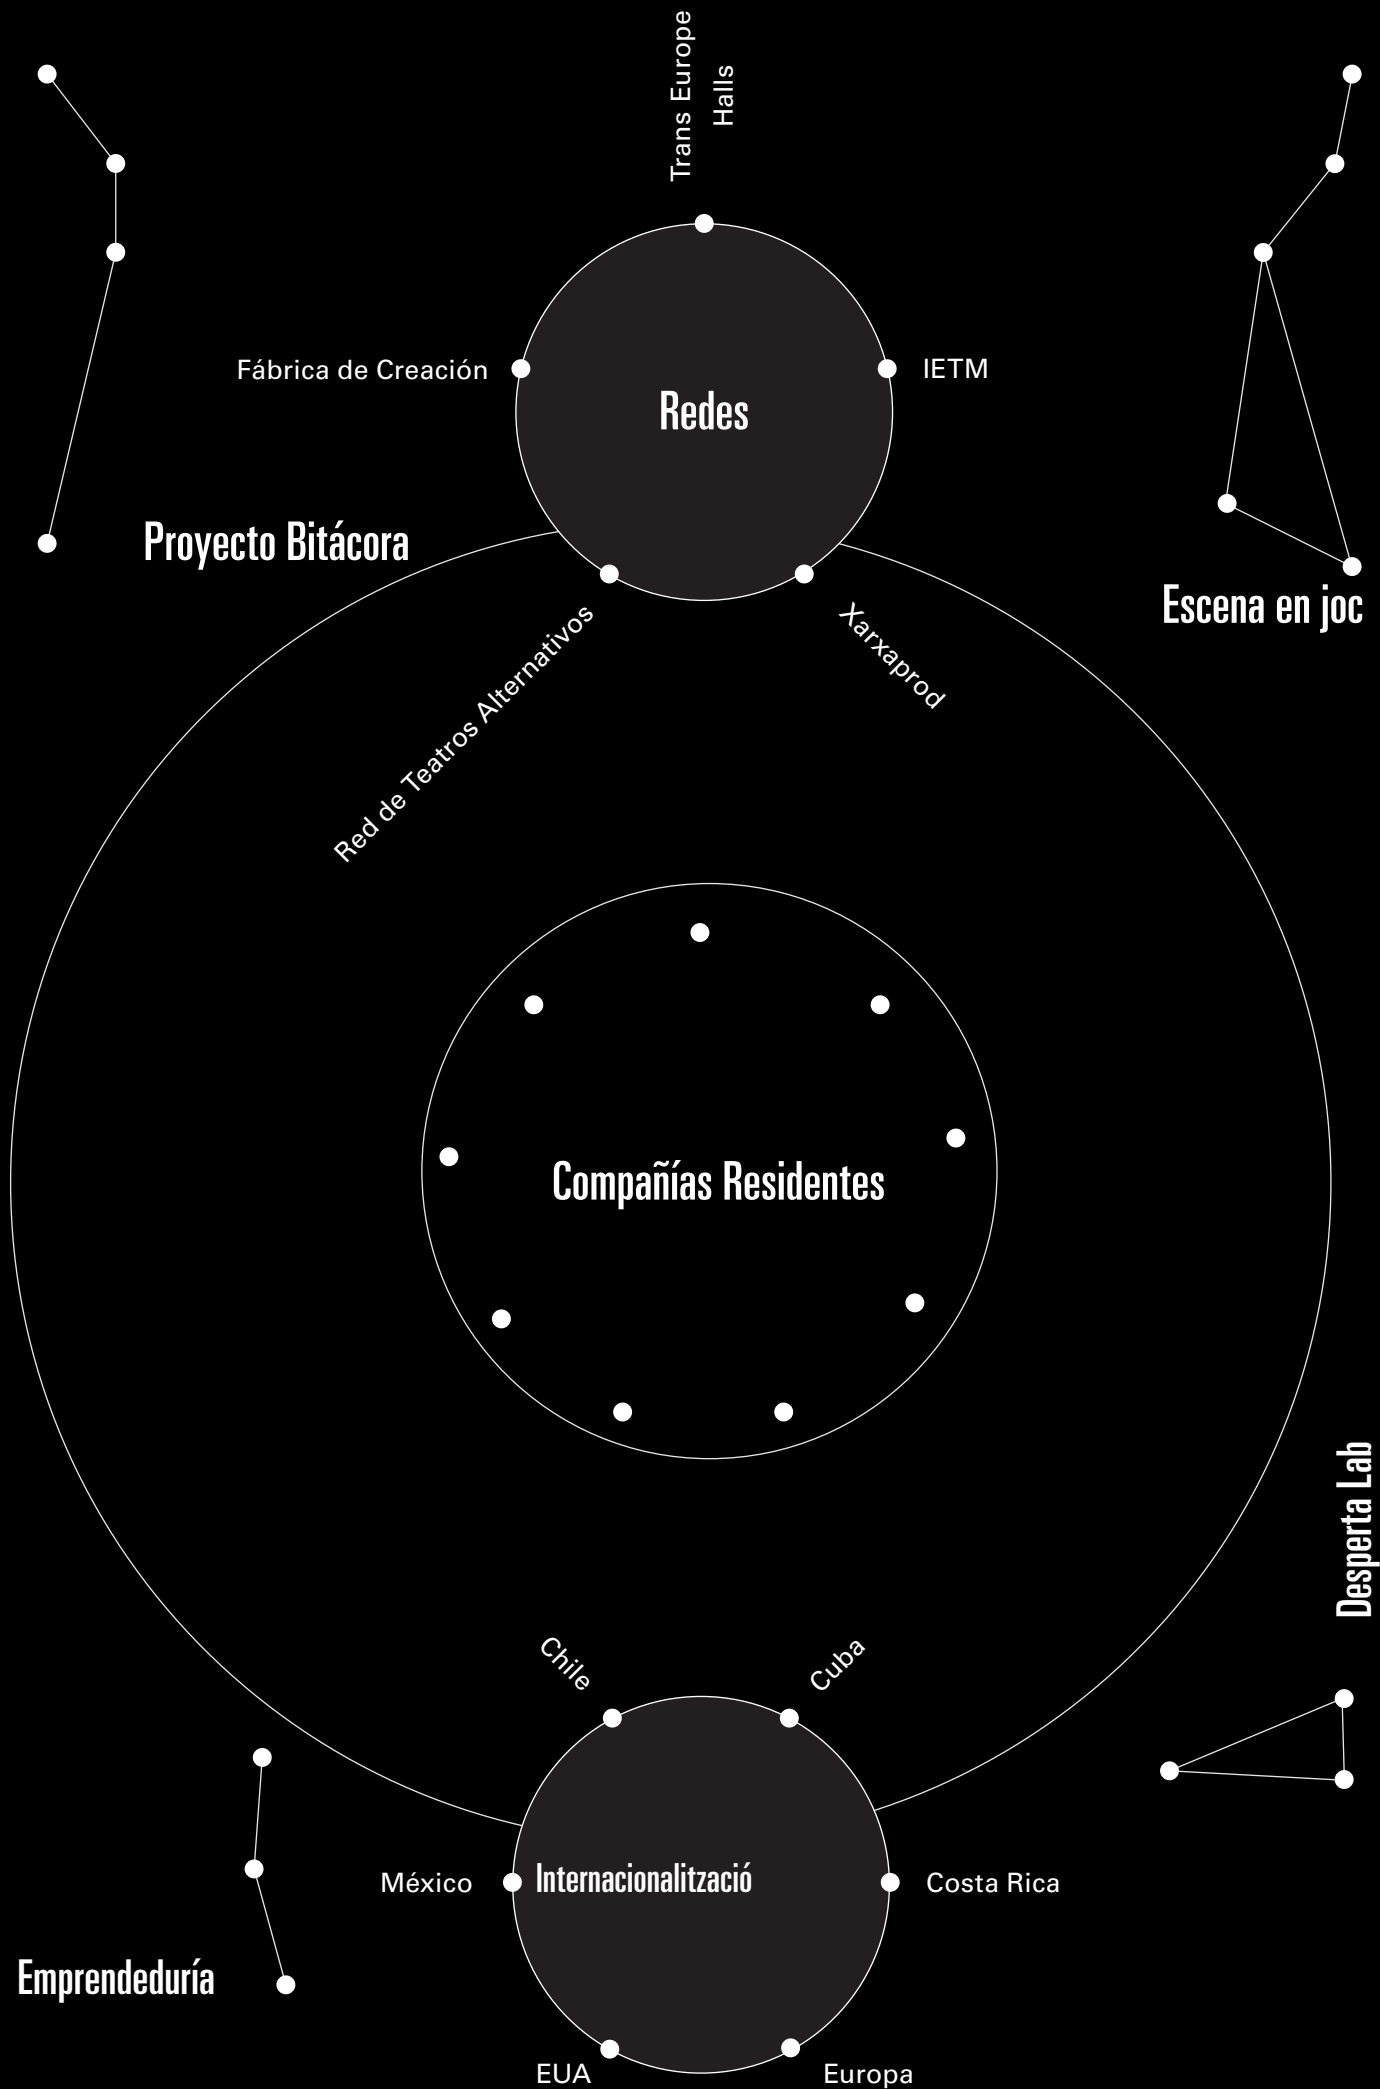 Trans Europe
Halls
Fábrica de Creación
IETM
Redes
Proyecto Bitácora
Escena en joc
Red de Teatros Alternativos
Xarxaprod
Compañías Residentes
Desperta Lab
Chile
Cuba
México
Internacionalització
Costa Rica
Emprendeduría
EUA
Europa